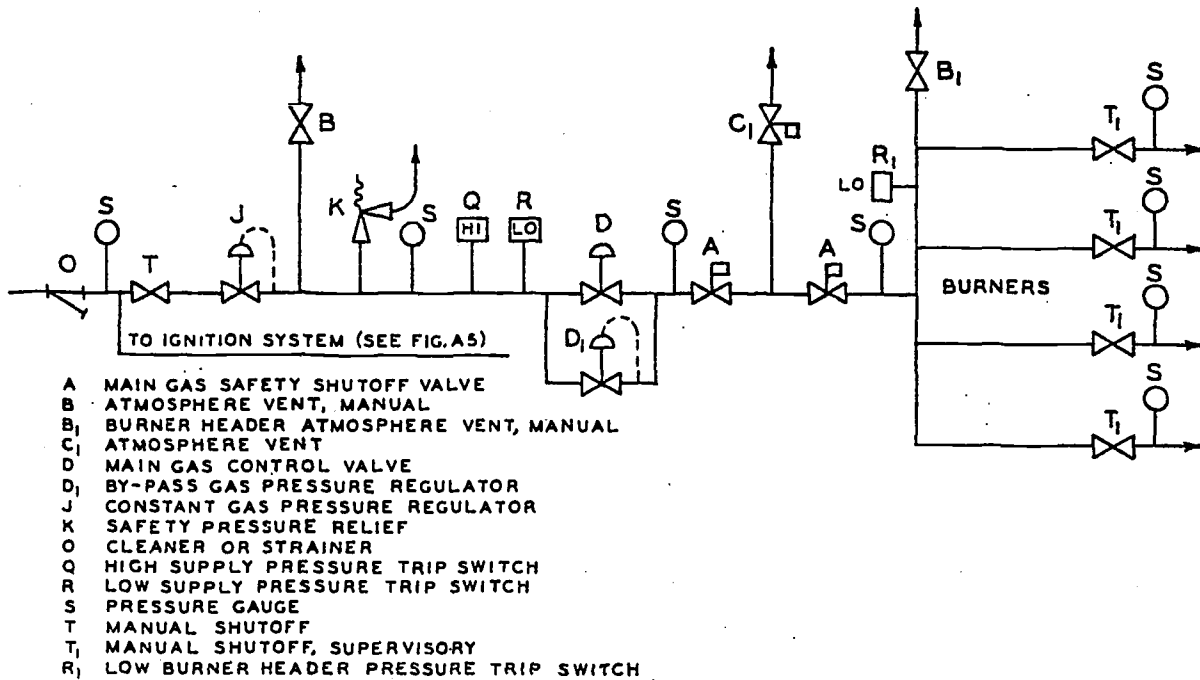 B₁
S
C₁
T₁
B
R₁
LO
S
T₁
K
S
Q
HI
R
LO
D
S
A
A
S
S
J
O
T
BURNERS
S
T₁
TO IGNITION SYSTEM (SEE FIG. A5)
D₁
S
T₁
A MAIN GAS SAFETY SHUTOFF VALVE
B ATMOSPHERE VENT, MANUAL
B₁ BURNER HEADER ATMOSPHERE VENT, MANUAL
C₁ ATMOSPHERE VENT
D MAIN GAS CONTROL VALVE
D₁ BY-PASS GAS PRESSURE REGULATOR
J CONSTANT GAS PRESSURE REGULATOR
K SAFETY PRESSURE RELIEF
O CLEANER OR STRAINER
Q HIGH SUPPLY PRESSURE TRIP SWITCH
R LOW SUPPLY PRESSURE TRIP SWITCH
S PRESSURE GAUGE
T MANUAL SHUTOFF
T₁ MANUAL SHUTOFF, SUPERVISORY
R₁ LOW BURNER HEADER PRESSURE TRIP SWITCH